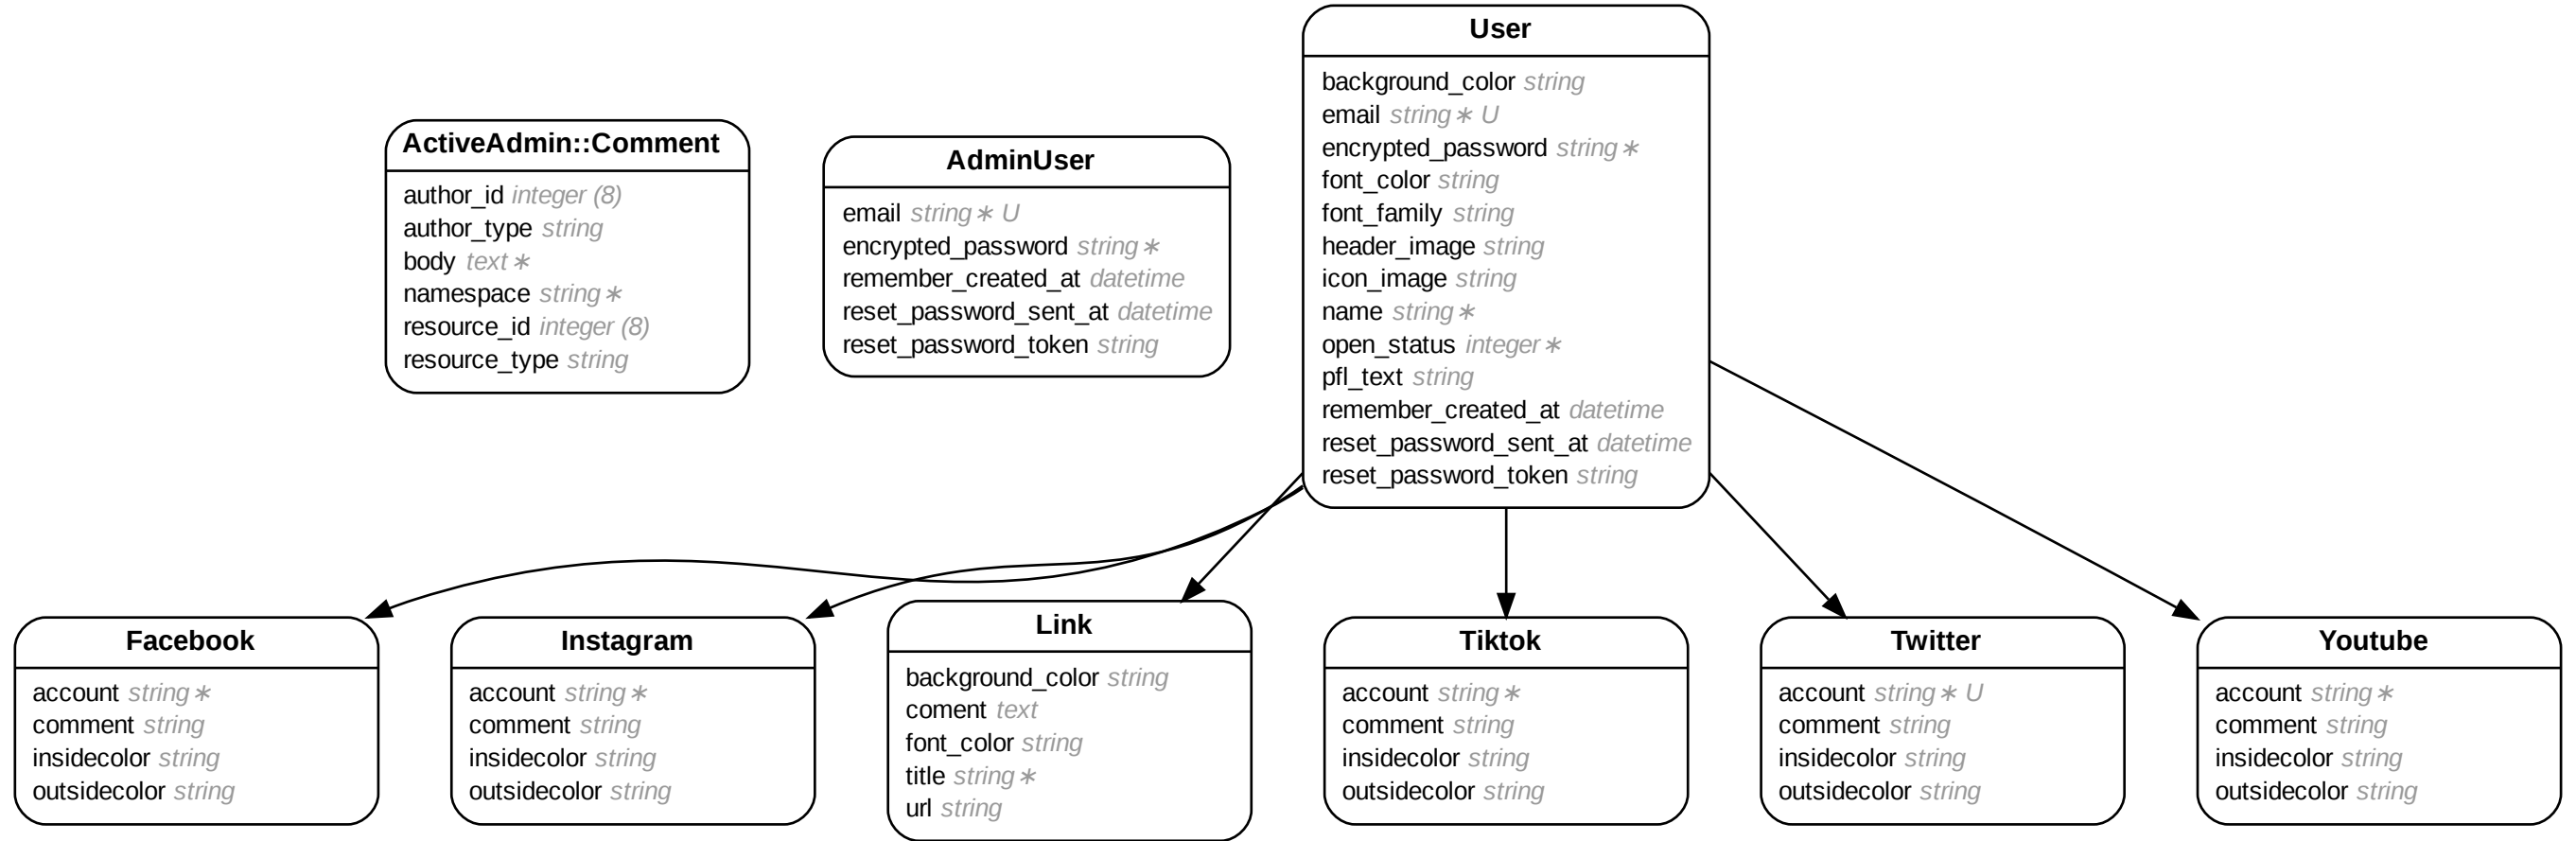 User
background_color string
email string∗ U
encrypted_password string∗
font_color string
font_family string
header_image string
icon_image string
name string∗
open_status integer∗
pfl_text string
remember_created_at datetime
reset_password_sent_at datetime
reset_password_token string
ActiveAdmin::Comment
author_id integer (8)
author_type string
body text∗
namespace string∗
resource_id integer (8)
resource_type string
AdminUser
email string∗ U
encrypted_password string∗
remember_created_at datetime
reset_password_sent_at datetime
reset_password_token string
Facebook
account string∗
comment string
insidecolor string
outsidecolor string
Instagram
account string∗
comment string
insidecolor string
outsidecolor string
Link
background_color string
coment text
font_color string
title string∗
url string
Tiktok
account string∗
comment string
insidecolor string
outsidecolor string
Twitter
account string∗ U
comment string
insidecolor string
outsidecolor string
Youtube
account string∗
comment string
insidecolor string
outsidecolor string